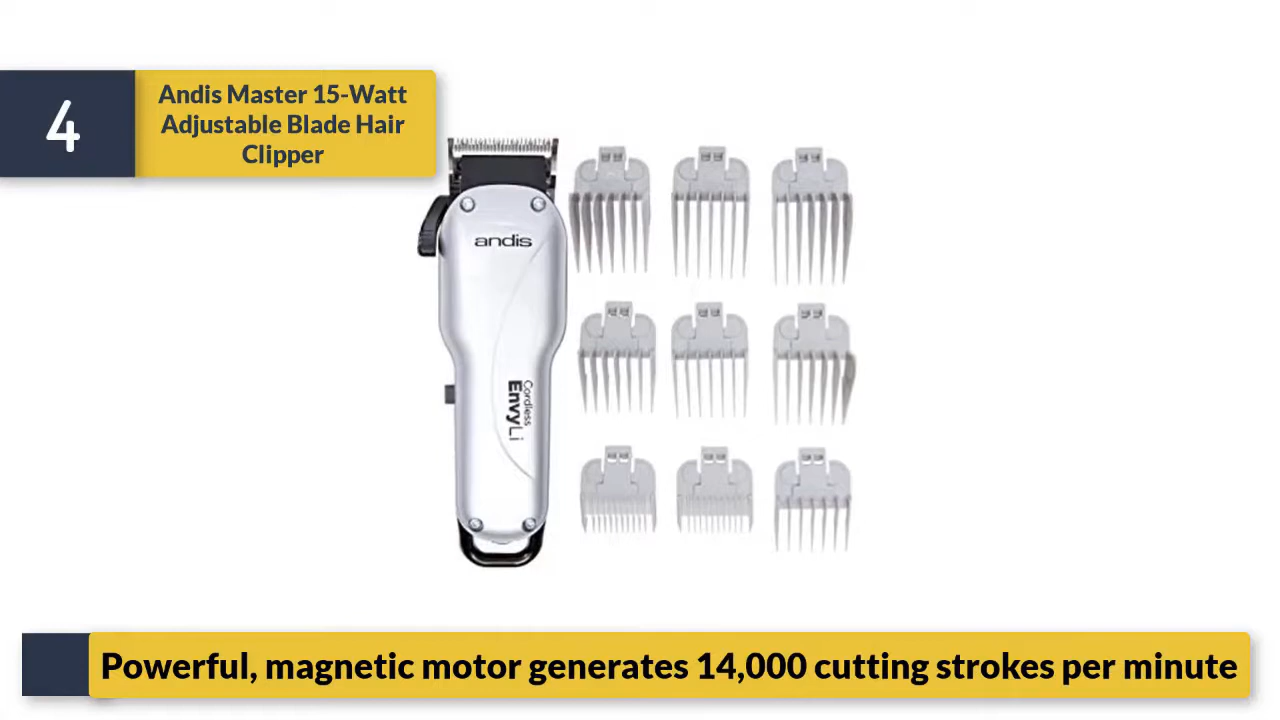 4
Andis Master 15-Watt
Adjustable Blade Hair
Clipper
andis
Cordless
EnvyLi
Powerful, magnetic motor generates 14,000 cutting strokes per minute